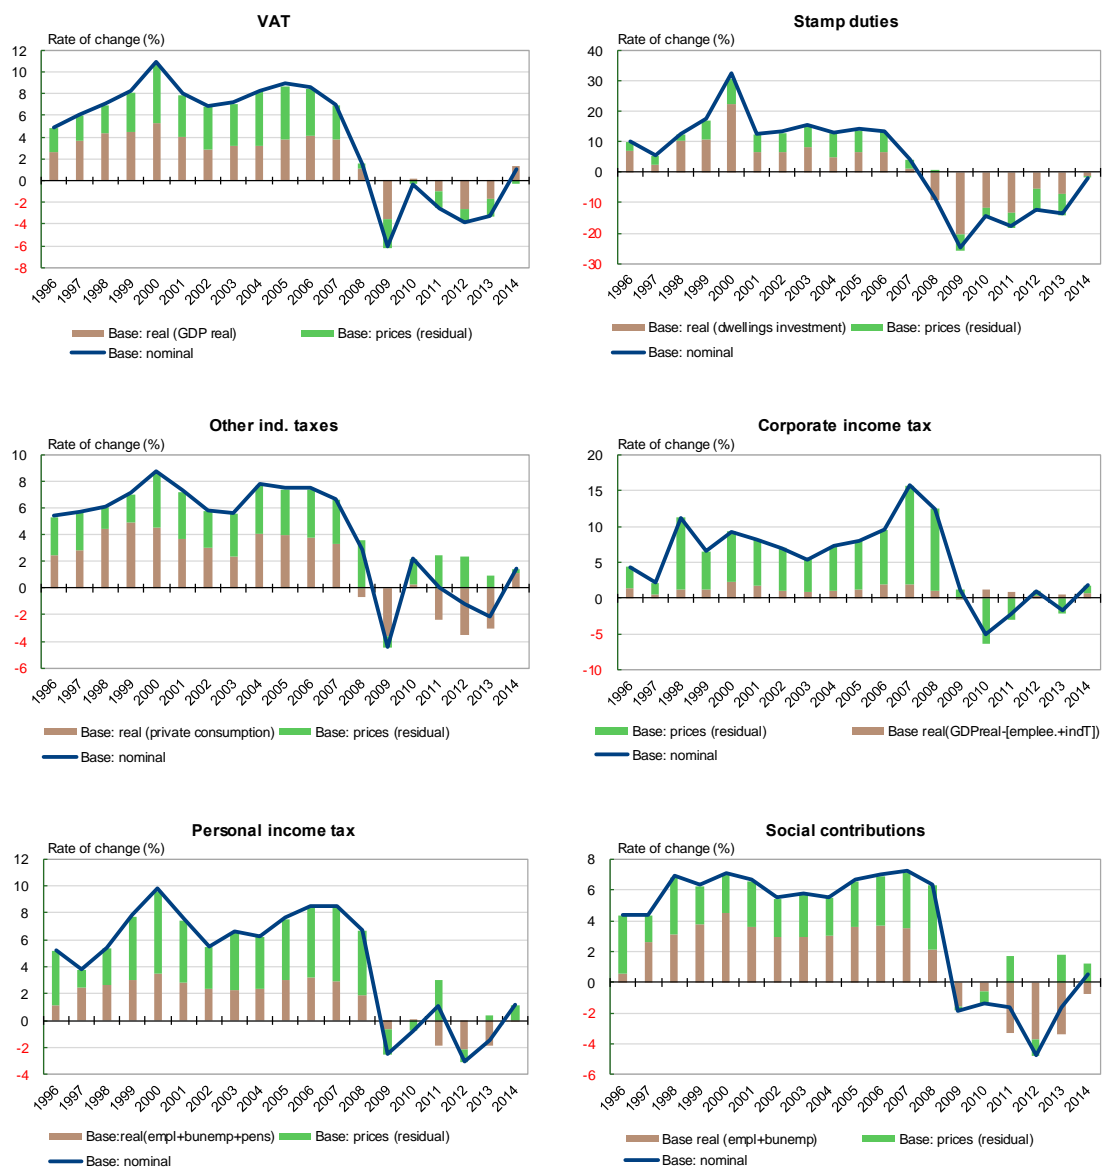 VAT
Rate of change (%)
12
10
8
6
4
2
0
-2
-4
-6
-8
1996 1997 1998 1999 2000 2001 2002 2003 2004 2005 2006 2007 2008 2009 2010 2011 2012 2013 2014
Base: real (GDP real) Base: prices (residual)
Base: nominal
Stamp duties
Rate of change (%)
40
30
20
10
0
-10
-20
-30
1996 1997 1998 1999 2000 2001 2002 2003 2004 2005 2006 2007 2008 2009 2010 2011 2012 2013 2014
Base: real (dwellings investment) Base: prices (residual)
Base: nominal
Other ind. taxes
Rate of change (%)
10
8
6
4
2
0
-2
-4
-6
1996 1997 1998 1999 2000 2001 2002 2003 2004 2005 2006 2007 2008 2009 2010 2011 2012 2013 2014
Base: real (private consumption) Base: prices (residual)
Base: nominal
Corporate income tax
Rate of change (%)
20
15
10
5
0
-5
-10
1996 1997 1998 1999 2000 2001 2002 2003 2004 2005 2006 2007 2008 2009 2010 2011 2012 2013 2014
Base: prices (residual) Base real(GDPreal-[emplee.+indT])
Base: nominal
Personal income tax
Rate of change (%)
12
10
8
6
4
2
0
-2
-4
1996 1997 1998 1999 2000 2001 2002 2003 2004 2005 2006 2007 2008 2009 2010 2011 2012 2013 2014
Base:real(empl+bunemp+pens) Base: prices (residual)
Base: nominal
Social contributions
Rate of change (%)
8
6
4
2
0
-2
-4
-6
1996 1997 1998 1999 2000 2001 2002 2003 2004 2005 2006 2007 2008 2009 2010 2011 2012 2013 2014
Base real (empl+bunemp) Base: prices (residual)
Base: nominal